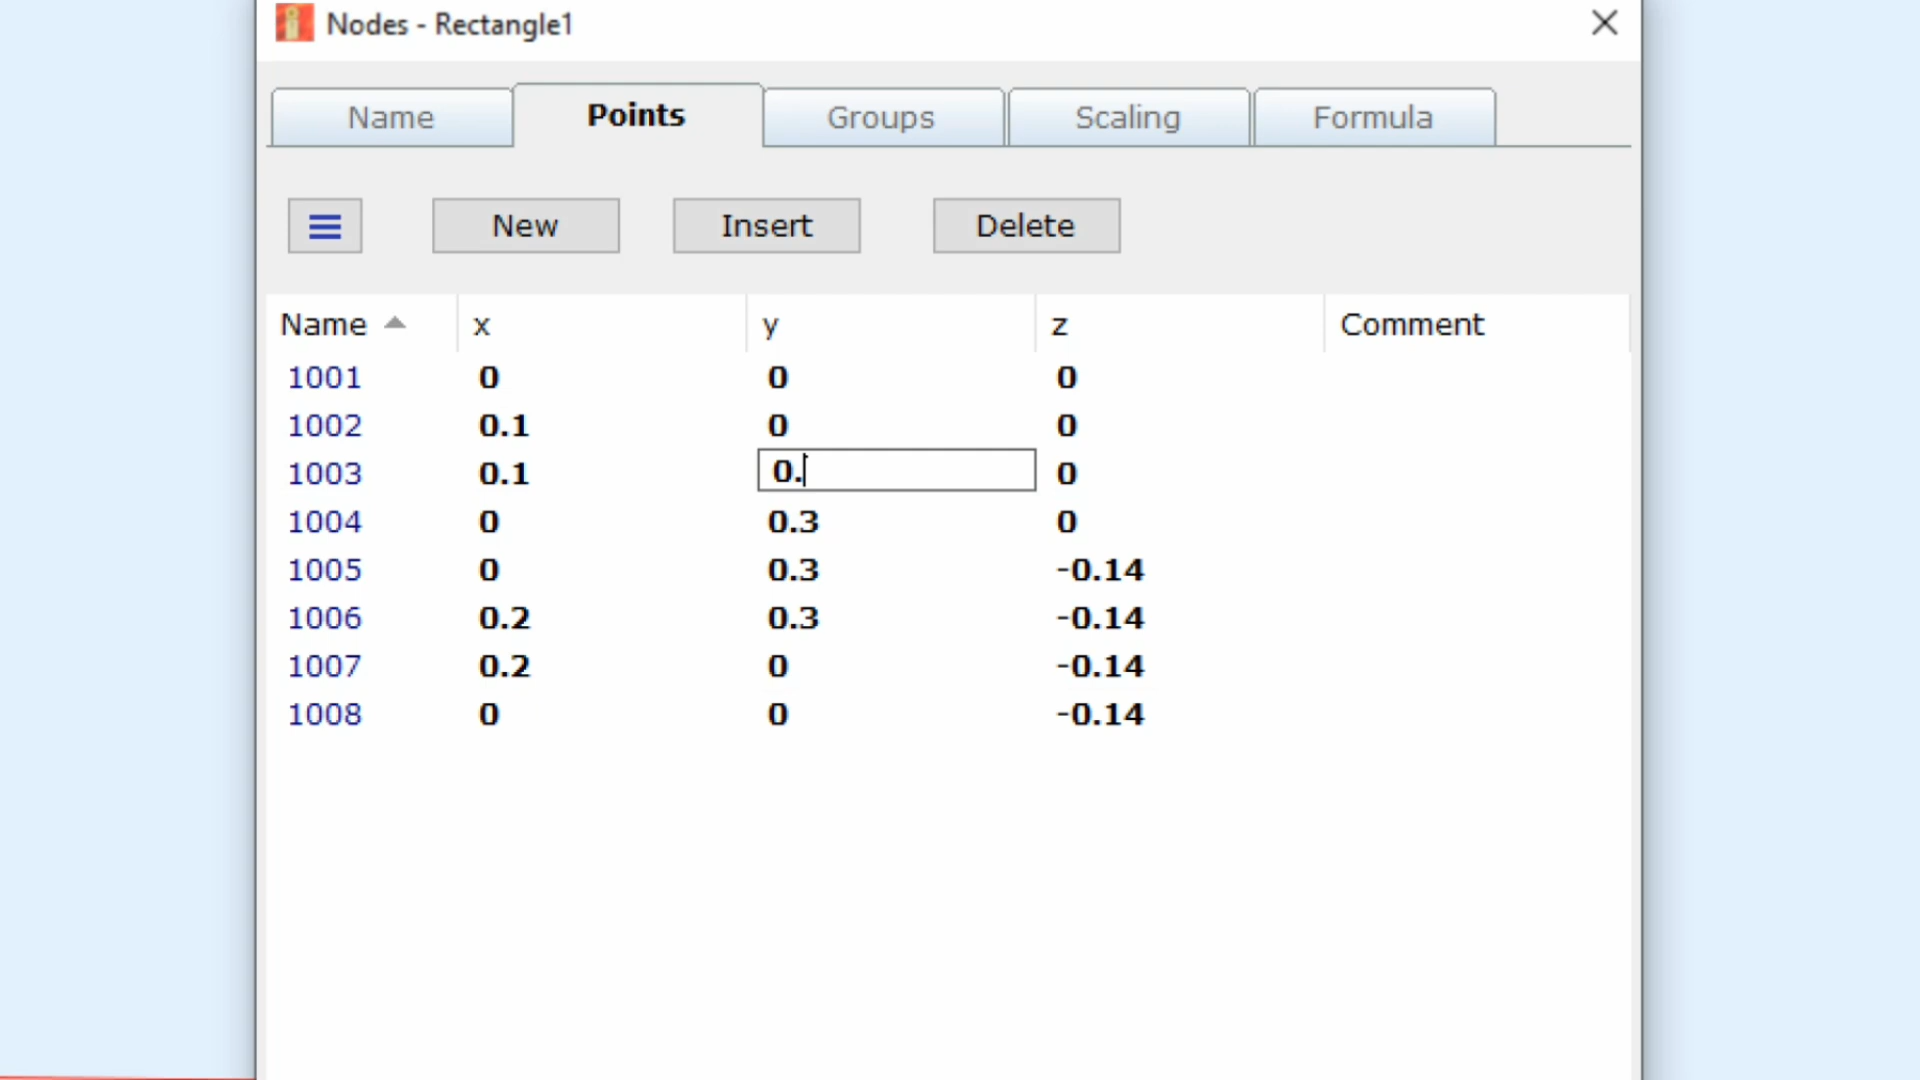 Nodes - Rectangle1
Name Points Groups Scaling Formula
New Insert Delete
Name x y z Comment
1001 0 0 0
1002 0.1 0 0
1003 0.1 0. 0
1004 0 0.3 0
1005 0 0.3 -0.14
1006 0.2 0.3 -0.14
1007 0.2 0 -0.14
1008 0 0 -0.14